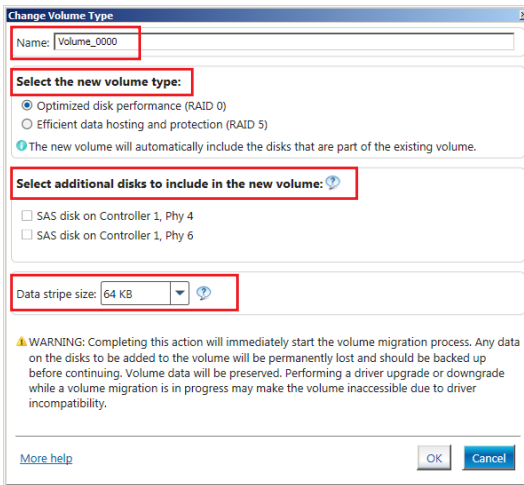 Change Volume Type
Name: Volume_0000
Select the new volume type:
Optimized disk performance (RAID 0)
Efficient data hosting and protection (RAID 5)
The new volume will automatically include the disks that are part of the existing volume.
Select additional disks to include in the new volume:
SAS disk on Controller 1, Phy 4
SAS disk on Controller 1, Phy 6
Data stripe size: 64 KB
WARNING: Completing this action will immediately start the volume migration process. Any data
on the disks to be added to the volume will be permanently lost and should be backed up
before continuing. Volume data will be preserved. Performing a driver upgrade or downgrade
while a volume migration is in progress may make the volume inaccessible due to driver
incompatibility.
More help
OK
Cancel